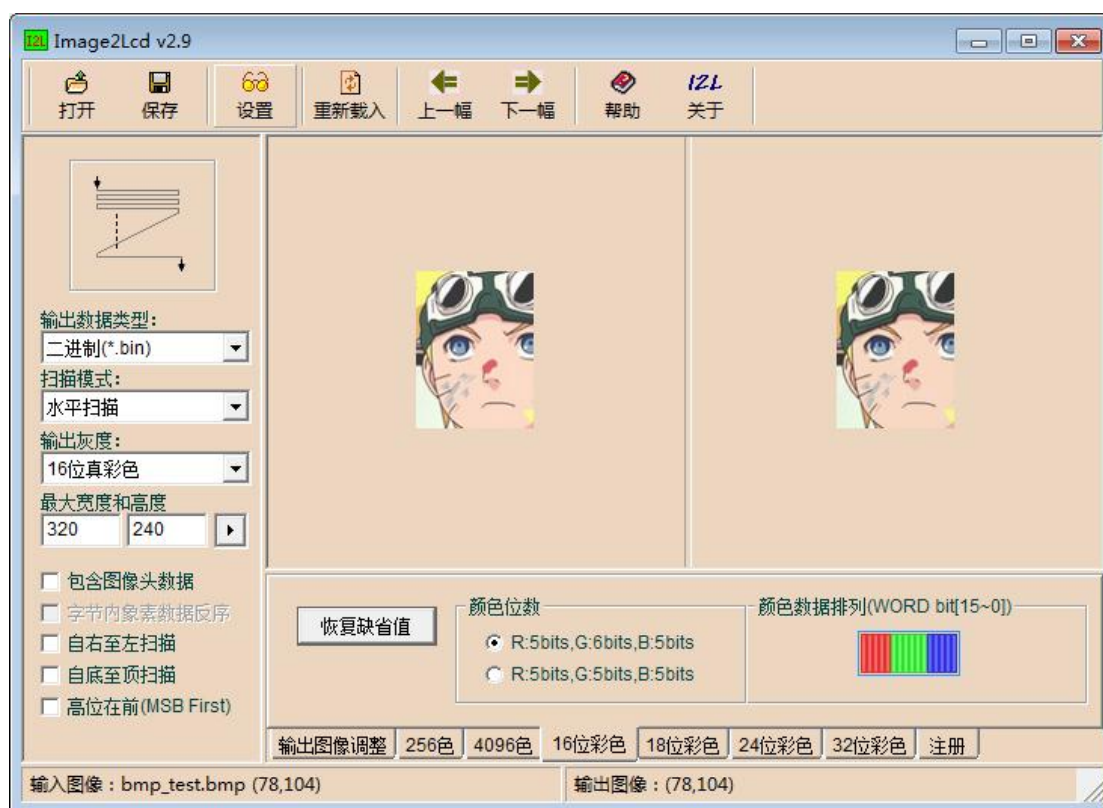 I2L Image2Lcd v2.9
打开 保存 设置 重新载入 上一幅 下一幅 帮助 I2L 关于
输出数据类型:
二进制(*.bin)
扫描模式:
水平扫描
输出灰度:
16位真彩色
最大宽度和高度
320 240
包含图像头数据
字节内象素数据反序
自右至左扫描
自底至顶扫描
高位在前(MSB First)
恢复缺省值
颜色位数
R:5bits,G:6bits,B:5bits
R:5bits,G:5bits,B:5bits
颜色数据排列(WORD bit[15~0])
输出图像调整 256色 4096色 16位彩色 18位彩色 24位彩色 32位彩色 注册
输入图像:bmp_test.bmp (78,104)
输出图像:(78,104)